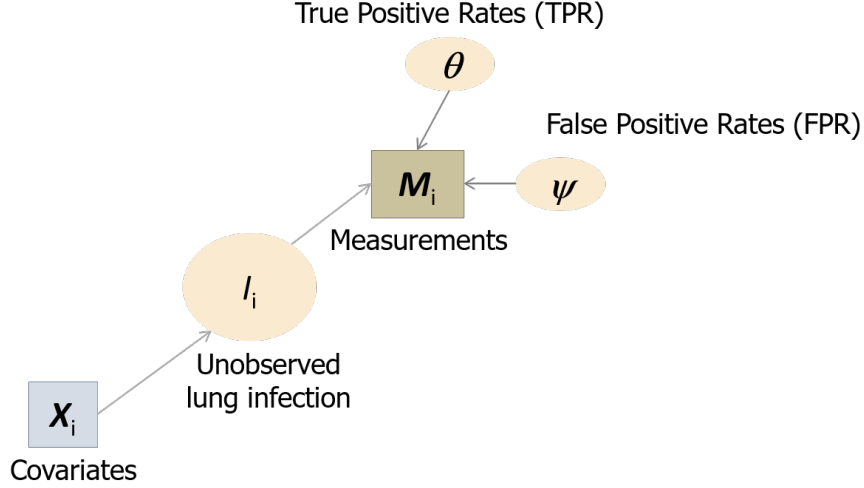 True Positive Rates (TPR)
θ
False Positive Rates (FPR)
Mi
ψ
Measurements
Ii
Unobserved
lung infection
Xi
Covariates